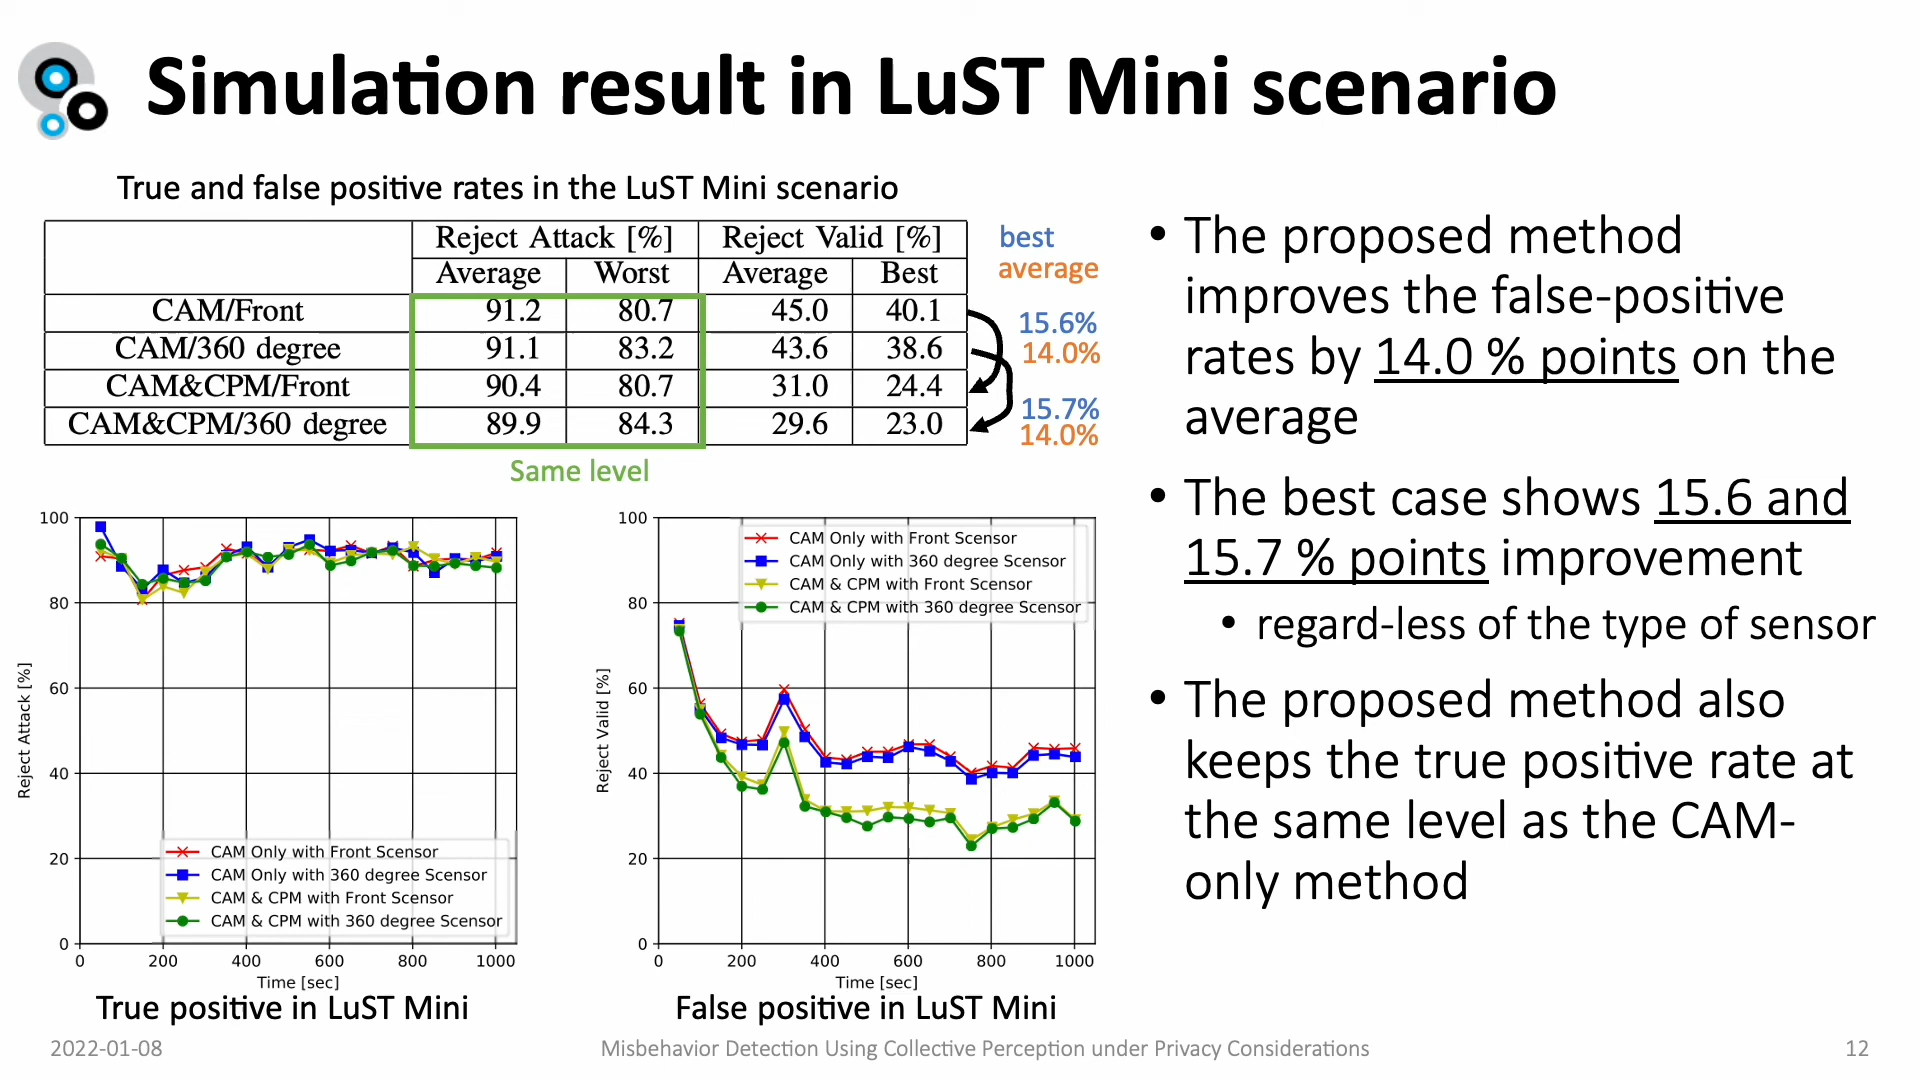 Simulation result in LuST Mini scenario
True and false positive rates in the LuST Mini scenario
Reject Attack [%] Reject Valid [%]
Average Worst Average Best
CAM/Front 91.2 80.7 45.0 40.1
CAM/360 degree 91.1 83.2 43.6 38.6
CAM&CPM/Front 90.4 80.7 31.0 24.4
CAM&CPM/360 degree 89.9 84.3 29.6 23.0
best
average
15.6%
14.0%
15.7%
14.0%
Same level
100
80
60
40
20
0
0 200 400 600 800 1000
Reject Attack [%]
Time [sec]
CAM Only with Front Scensor
CAM Only with 360 degree Scensor
CAM & CPM with Front Scensor
CAM & CPM with 360 degree Scensor
True positive in LuST Mini
100
80
60
40
20
0
0 200 400 600 800 1000
Reject Valid [%]
Time [sec]
CAM Only with Front Scensor
CAM Only with 360 degree Scensor
CAM & CPM with Front Scensor
CAM & CPM with 360 degree Scensor
False positive in LuST Mini
• The proposed method
improves the false-positive
rates by 14.0 % points on the
average
• The best case shows 15.6 and
15.7 % points improvement
• regard-less of the type of sensor
• The proposed method also
keeps the true positive rate at
the same level as the CAM-
only method
2022-01-08
Misbehavior Detection Using Collective Perception under Privacy Considerations
12